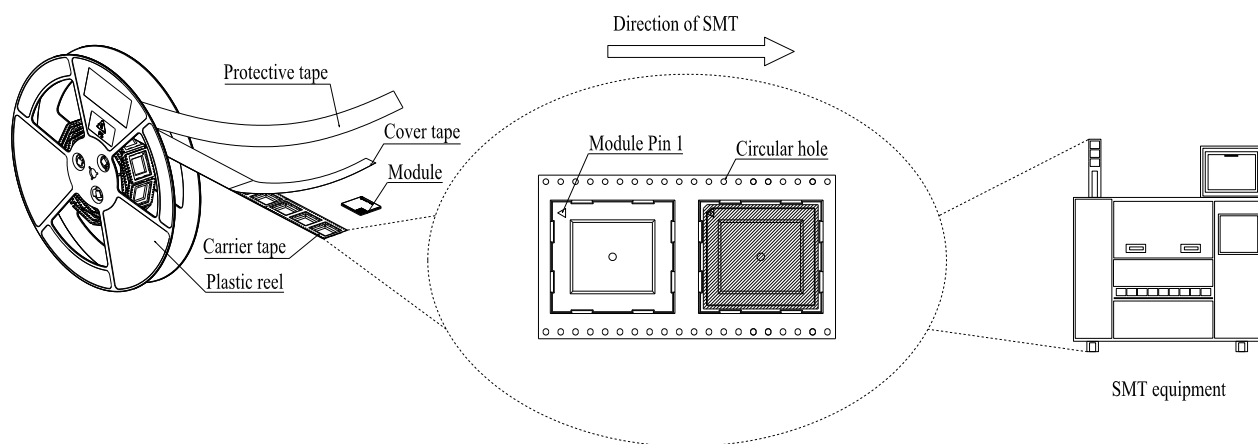 Direction of SMT
Protective tape
Cover tape
Module
Module Pin 1
Circular hole
Carrier tape
Plastic reel
SMT equipment